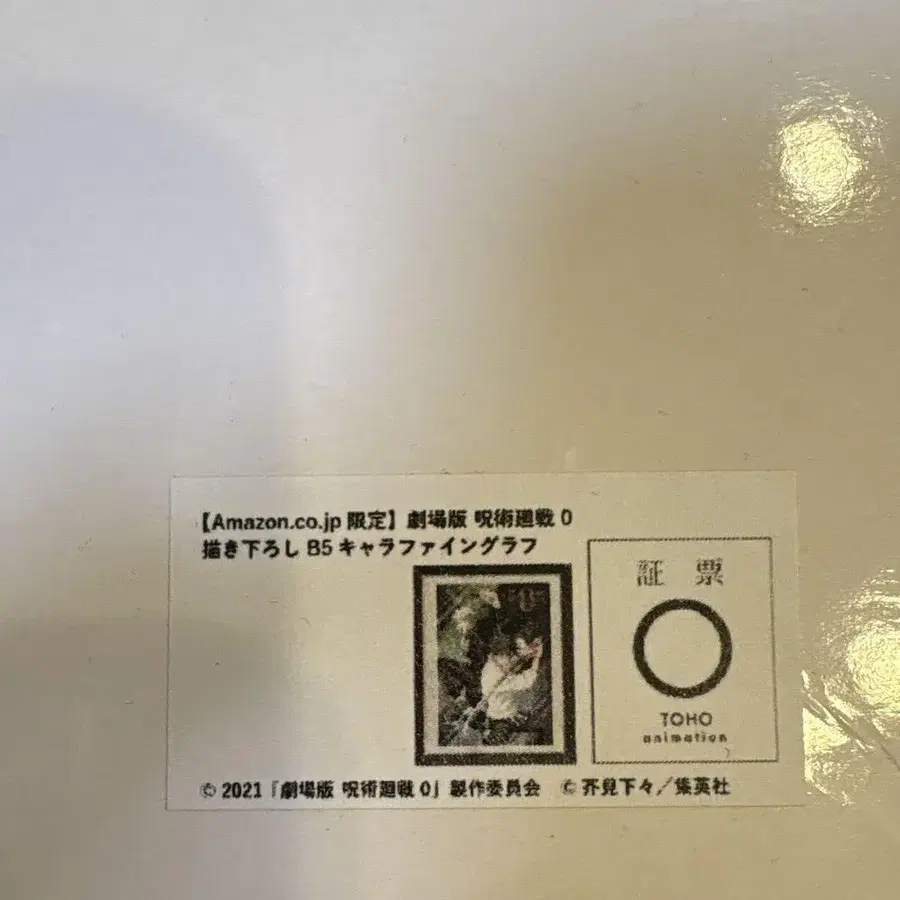 【Amazon.co.jp 限定】劇場版 呪術廻戦 0
描き下ろし B5 キャラファイングラフ
証 票
TOHO
animation
© 2021「劇場版 呪術廻戦 0」製作委員会 © 芥見下々/集英社